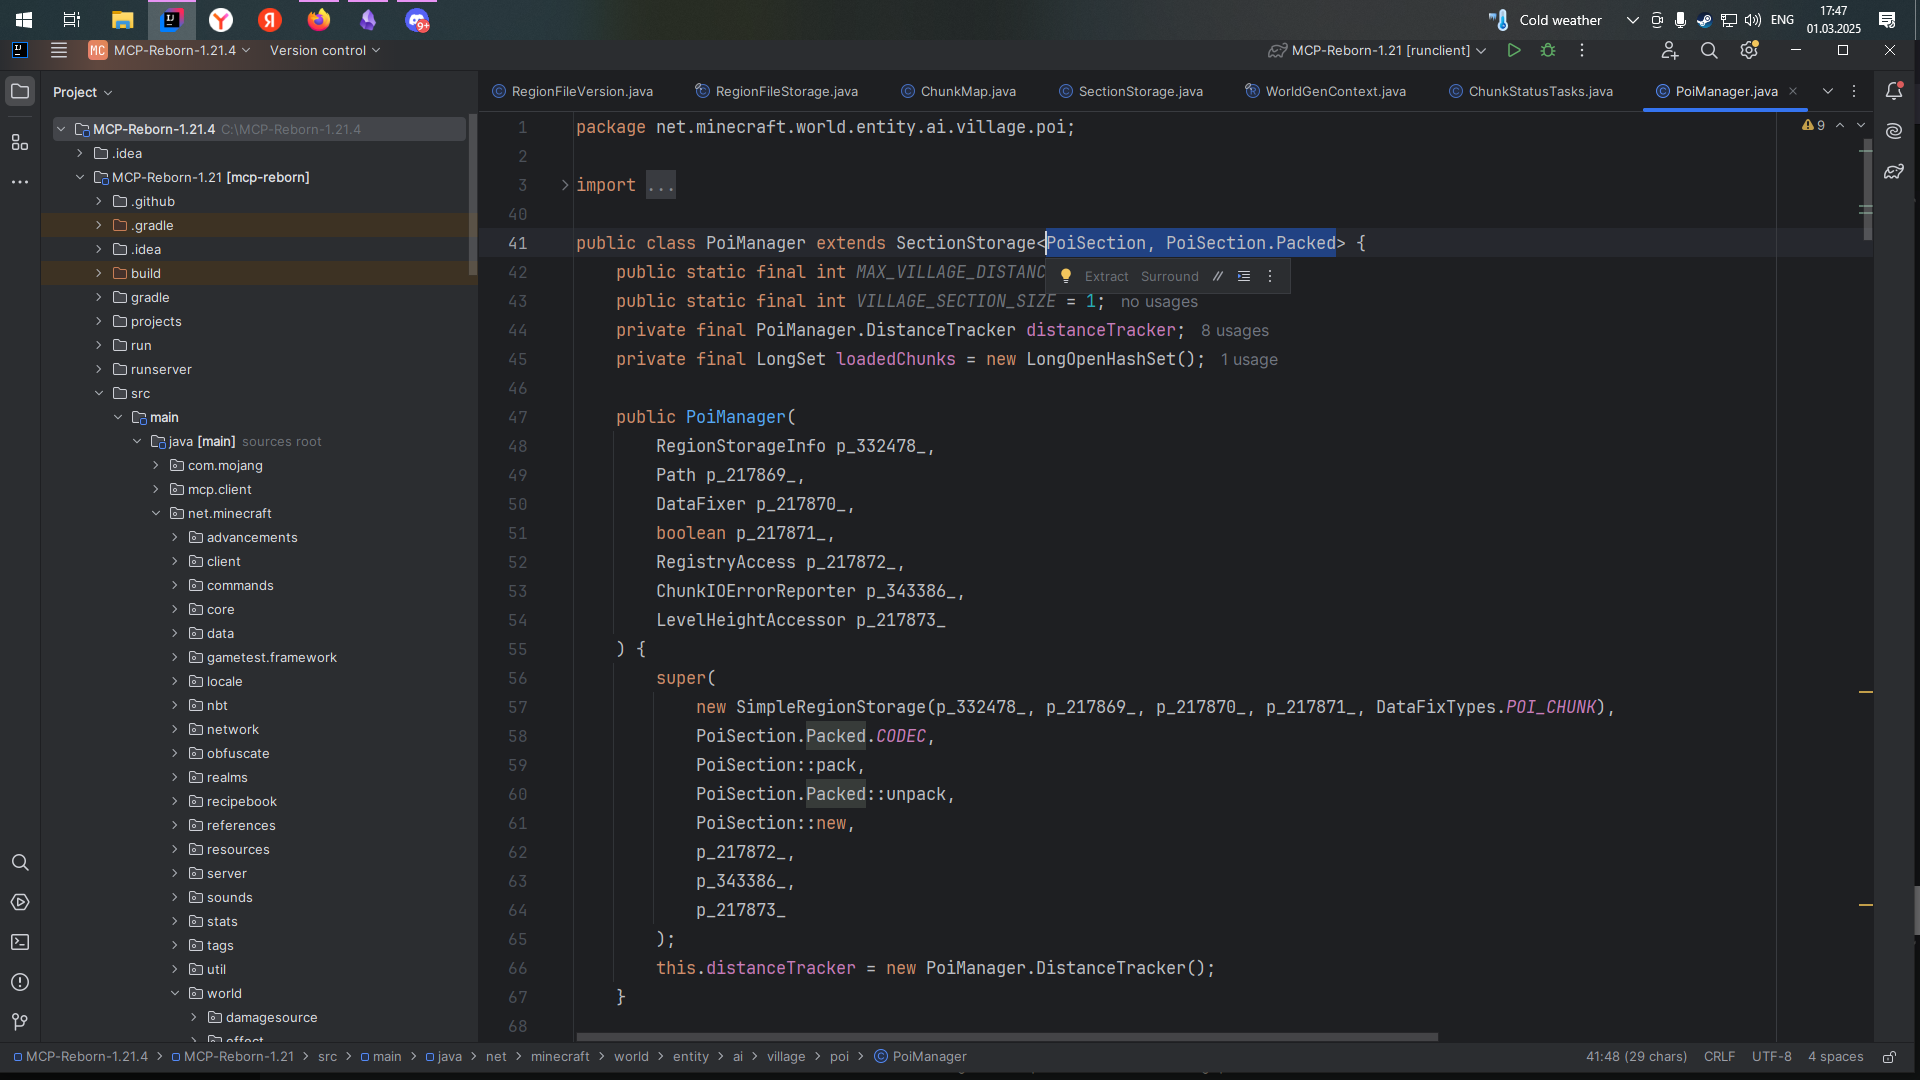 Cold weather
ENG
17:47
01.03.2025
9+
MC MCP-Reborn-1.21.4
Version control
MCP-Reborn-1.21 [runclient]
Project
RegionFileVersion.java
RegionFileStorage.java
ChunkMap.java
SectionStorage.java
WorldGenContext.java
ChunkStatusTasks.java
PoiManager.java
MCP-Reborn-1.21.4 C:\MCP-Reborn-1.21.4
.idea
MCP-Reborn-1.21 [mcp-reborn]
.github
.gradle
.idea
build
gradle
projects
run
runserver
src
main
java [main] sources root
com.mojang
mcp.client
net.minecraft
advancements
client
commands
core
data
gametest.framework
locale
nbt
network
obfuscate
realms
recipebook
references
resources
server
sounds
stats
tags
util
world
damagesource
effect
9
1 package net.minecraft.world.entity.ai.village.poi;
2
3 import ...
40
41 public class PoiManager extends SectionStorage<PoiSection, PoiSection.Packed> {
42 public static final int MAX_VILLAGE_DISTANC
Extract Surround //
43 public static final int VILLAGE_SECTION_SIZE = 1; no usages
44 private final PoiManager.DistanceTracker distanceTracker; 8 usages
45 private final LongSet loadedChunks = new LongOpenHashSet(); 1 usage
46
47 public PoiManager(
48 RegionStorageInfo p_332478_,
49 Path p_217869_,
50 DataFixer p_217870_,
51 boolean p_217871_,
52 RegistryAccess p_217872_,
53 ChunkIOErrorReporter p_343386_,
54 LevelHeightAccessor p_217873_
55 ) {
56 super(
57 new SimpleRegionStorage(p_332478_, p_217869_, p_217870_, p_217871_, DataFixTypes.POI_CHUNK),
58 PoiSection.Packed.CODEC,
59 PoiSection::pack,
60 PoiSection.Packed::unpack,
61 PoiSection::new,
62 p_217872_,
63 p_343386_,
64 p_217873_
65 );
66 this.distanceTracker = new PoiManager.DistanceTracker();
67 }
68
MCP-Reborn-1.21.4 > MCP-Reborn-1.21 > src > main > java > net > minecraft > world > entity > ai > village > poi > PoiManager
41:48 (29 chars)
CRLF
UTF-8
4 spaces